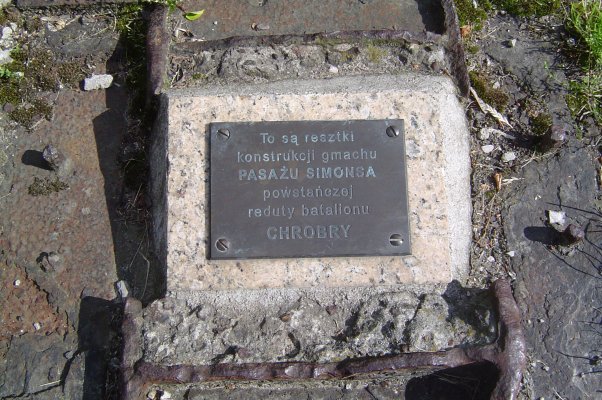 To są resztki
konstrukcji gmachu
PASAŻU SIMONSA
powstańczej
reduty batalionu
CHROBRY